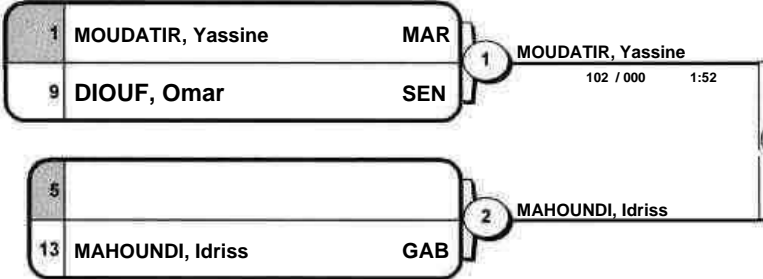 1 MOUDATIR, Yassine MAR
9 DIOUF, Omar SEN
1 MOUDATIR, Yassine
102 / 000 1:52
5
13 MAHOUNDI, Idriss GAB
2 MAHOUNDI, Idriss